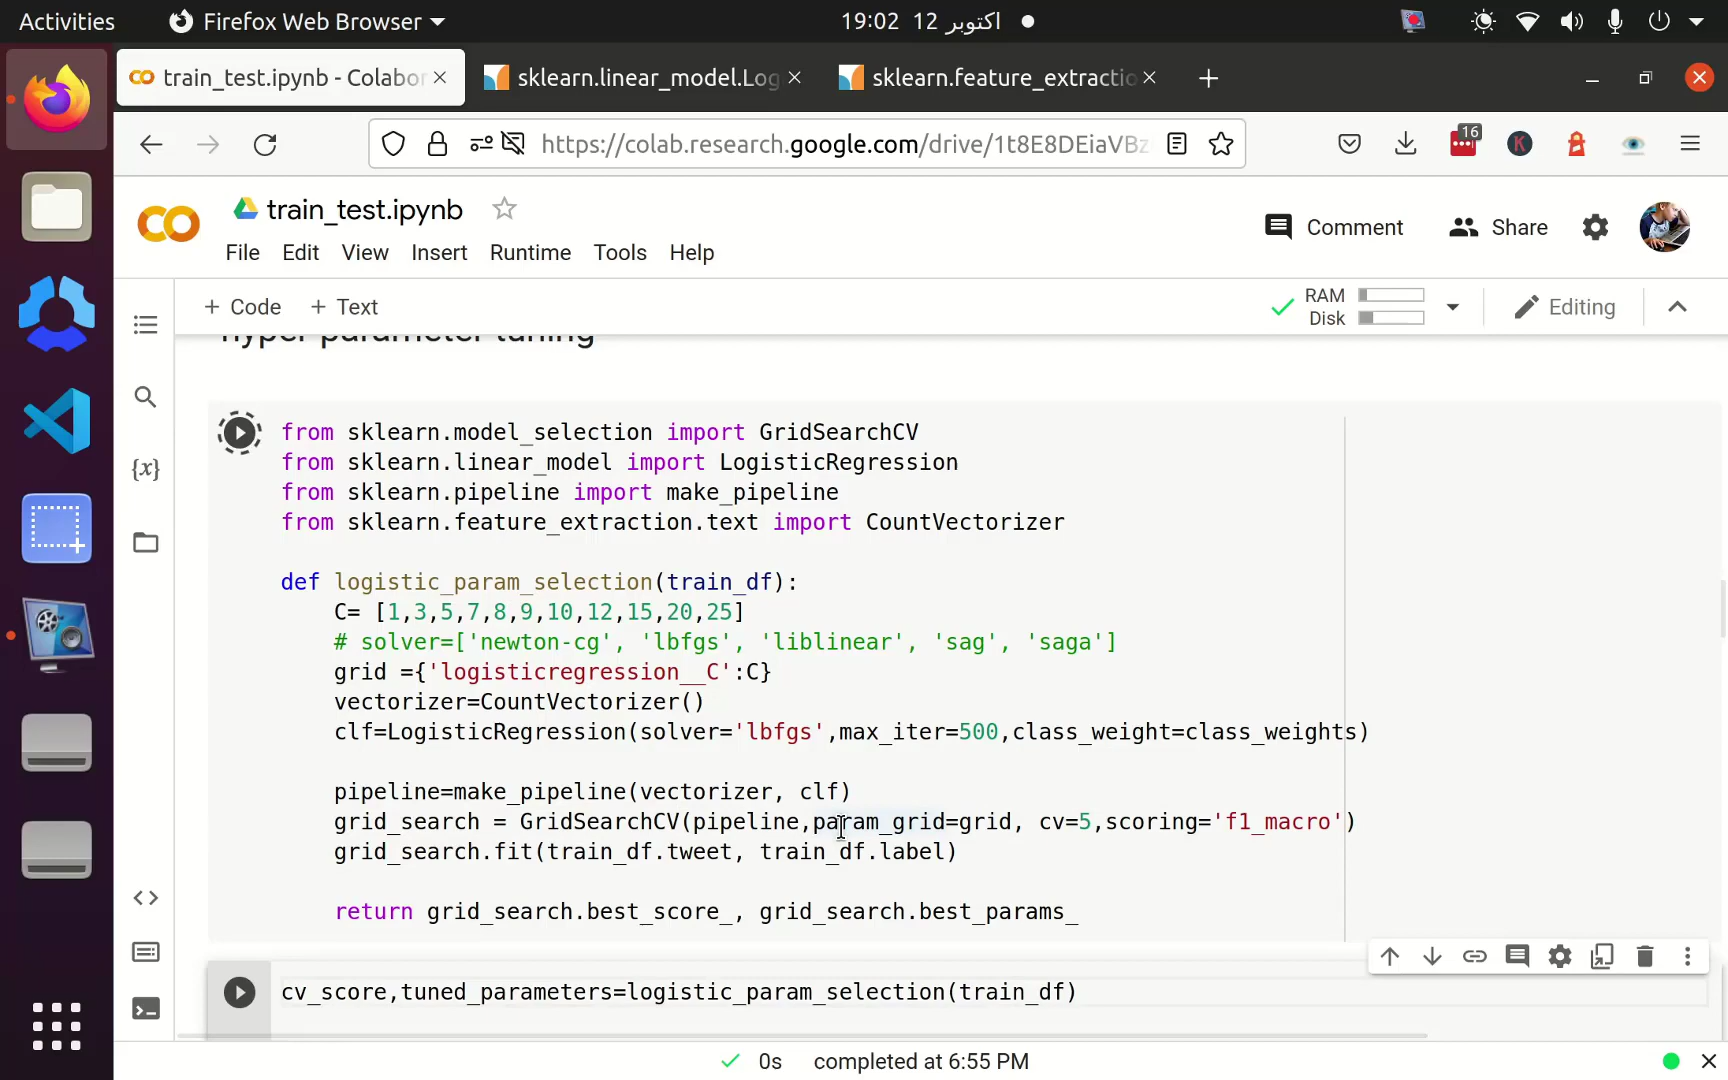 Activities
Firefox Web Browser
19:02 12 اکتوبر
train_test.ipynb - Colabor
sklearn.linear_model.Log
sklearn.feature_extractio
https://colab.research.google.com/drive/1t8E8DEiaVBz
16
K
train_test.ipynb
Comment
Share
File Edit View Insert Runtime Tools Help
+ Code + Text
RAM
Disk
Editing
hyper parameter tuning
{x}
from sklearn.model_selection import GridSearchCV
from sklearn.linear_model import LogisticRegression
from sklearn.pipeline import make_pipeline
from sklearn.feature_extraction.text import CountVectorizer
def logistic_param_selection(train_df):
C= [1,3,5,7,8,9,10,12,15,20,25]
# solver=['newton-cg', 'lbfgs', 'liblinear', 'sag', 'saga']
grid ={'logisticregression__C':C}
vectorizer=CountVectorizer()
clf=LogisticRegression(solver='lbfgs',max_iter=500,class_weight=class_weights)
pipeline=make_pipeline(vectorizer, clf)
grid_search = GridSearchCV(pipeline,param_grid=grid, cv=5,scoring='f1_macro')
grid_search.fit(train_df.tweet, train_df.label)
return grid_search.best_score_, grid_search.best_params_
cv_score,tuned_parameters=logistic_param_selection(train_df)
0s completed at 6:55 PM